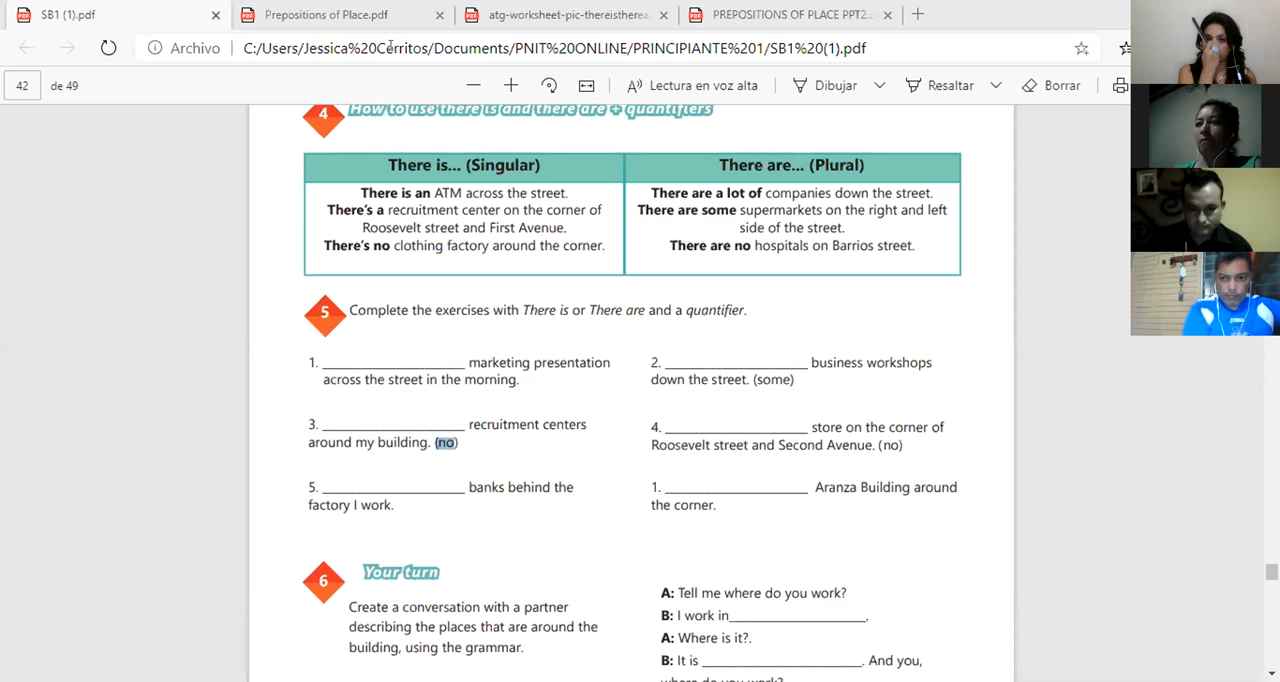 SB1 (1).pdf
Prepositions of Place.pdf
atg-worksheet-pic-thereistherea
PREPOSITIONS OF PLACE PPT2.
Archivo
C:/Users/Jessica%20Cerritos/Documents/PNIT%20ONLINE/PRINCIPIANTE%201/SB1%20(1).pdf
42 de 49
Lectura en voz alta
Dibujar
Resaltar
Borrar
4 How to use there is and there are + quantifiers
There is... (Singular)
There is an ATM across the street.
There's a recruitment center on the corner of
Roosevelt street and First Avenue.
There's no clothing factory around the corner.
There are... (Plural)
There are a lot of companies down the street.
There are some supermarkets on the right and left
side of the street.
There are no hospitals on Barrios street.
5 Complete the exercises with There is or There are and a quantifier.
1. ____________________ marketing presentation
across the street in the morning.
2. ____________________ business workshops
down the street. (some)
3. ____________________ recruitment centers
around my building. (no)
4. ____________________ store on the corner of
Roosevelt street and Second Avenue. (no)
5. ____________________ banks behind the
factory I work.
1. ____________________ Aranza Building around
the corner.
6 Your turn
Create a conversation with a partner
describing the places that are around the
building, using the grammar.
A: Tell me where do you work?
B: I work in____________________.
A: Where is it?.
B: It is _______________________. And you,
where do you work?